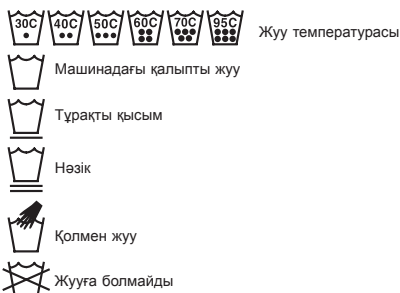 30C 40C 50C 60C 70C 95C Жуу температурасы
Машинадағы қалыпты жуу
Тұрақты қысым
Нәзік
Қолмен жуу
Жууға болмайды